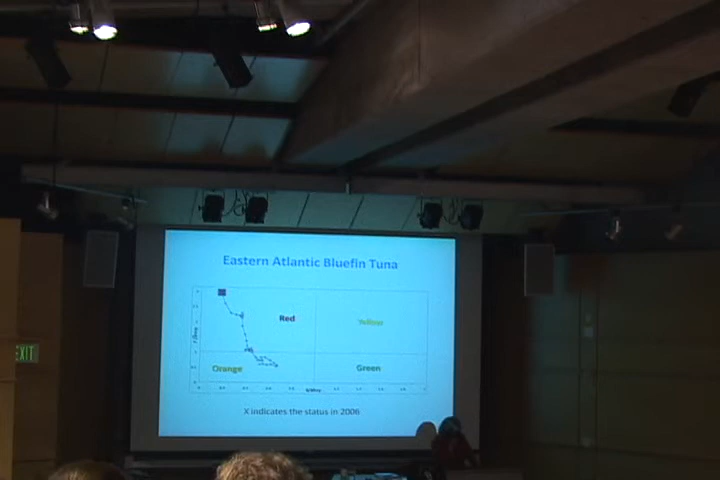 Eastern Atlantic Bluefin Tuna
Red
Yellow
Orange
Green
X indicates the status in 2006
EXIT